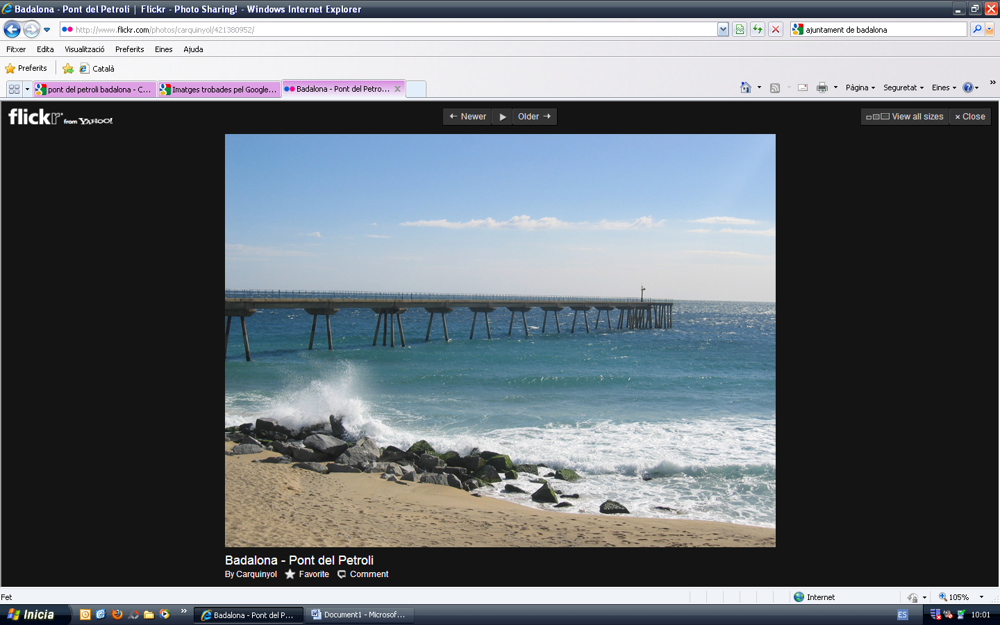 Badalona - Pont del Petroli | Flickr - Photo Sharing! - Windows Internet Explorer
http://www.flickr.com/photos/carquinyol/421380952/
ajuntament de badalona
Fitxer Edita Visualització Preferits Eines Ajuda
Preferits Català
pont del petroli badalona - C... Imatges trobades pel Google... Badalona - Pont del Petro...
Pàgina Seguretat Eines
flickr from YAHOO!
← Newer Older →
View all sizes × Close
Badalona - Pont del Petroli
By Carquinyol Favorite Comment
Fet Internet 105%
Inicia Badalona - Pont del P... Document1 - Microsof... ES 10:01